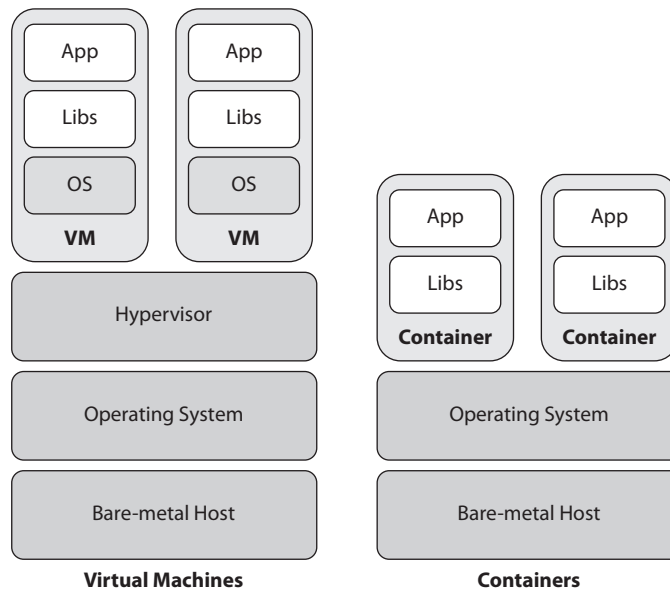 App
Libs
OS
VM
App
Libs
OS
VM
Hypervisor
Operating System
Bare-metal Host
Virtual Machines
App
Libs
Container
App
Libs
Container
Operating System
Bare-metal Host
Containers